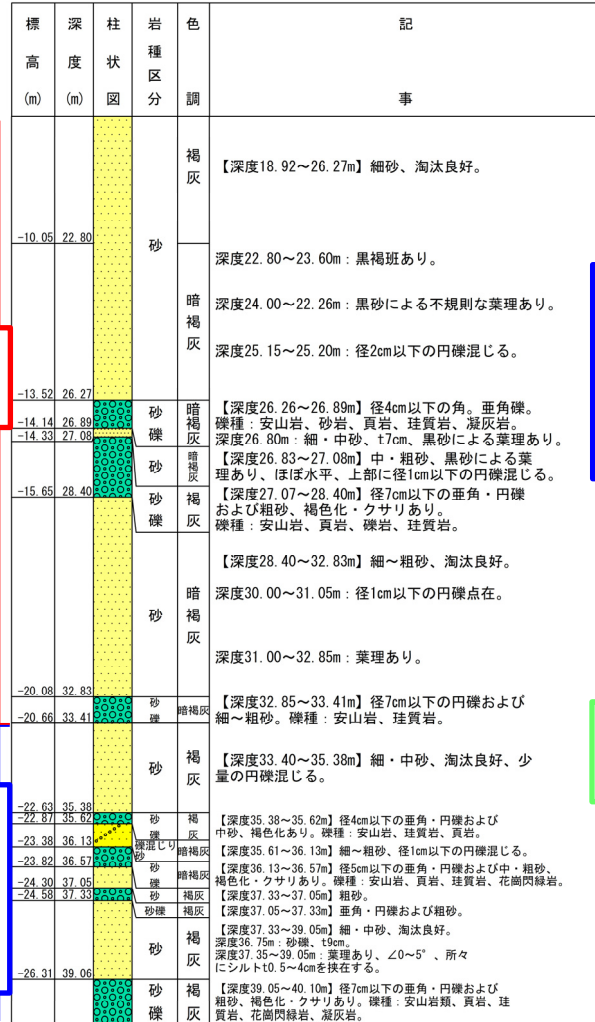 標高(m)
深度(m)
柱状図
岩種区分
色調
記事
褐灰
【深度18.92～26.27m】細砂、淘汰良好。
-10.05 22.80
砂
深度22.80～23.60m：黒褐斑あり。
暗褐灰
深度24.00～22.26m：黒砂による不規則な葉理あり。
深度25.15～25.20m：径2cm以下の円礫混じる。
-13.52 26.27
砂礫
暗褐灰
【深度26.26～26.89m】径4cm以下の角。亜角礫。
礫種：安山岩、砂岩、頁岩、珪質岩、凝灰岩。
-14.14 26.89
深度26.80m：細・中砂、t7cm、黒砂による葉理あり。
-14.33 27.08
砂
暗褐灰
【深度26.83～27.08m】中・粗砂、黒砂による葉
理あり、ほぼ水平、上部に径1cm以下の円礫混じる。
-15.65 28.40
砂礫
褐灰
【深度27.07～28.40m】径7cm以下の亜角・円礫
および粗砂、褐色化・クサリあり。
礫種：安山岩、頁岩、礫岩、珪質岩。
【深度28.40～32.83m】細～粗砂、淘汰良好。
砂
暗褐灰
深度30.00～31.05m：径1cm以下の円礫点在。
深度31.00～32.85m：葉理あり。
-20.08 32.83
砂礫
暗褐灰
【深度32.85～33.41m】径7cm以下の円礫および
細～粗砂。礫種：安山岩、珪質岩。
-20.66 33.41
砂
褐灰
【深度33.40～35.38m】細・中砂、淘汰良好、少
量の円礫混じる。
-22.63 35.38
-22.87 35.62
砂礫
褐灰
【深度35.38～35.62m】径4cm以下の亜角・円礫および
中砂、褐色化あり。礫種：安山岩、珪質岩、頁岩。
-23.38 36.13
礫混じり砂
暗褐灰
【深度35.61～36.13m】細～粗砂、径1cm以下の円礫混じる。
-23.82 36.57
砂礫
暗褐灰
【深度36.13～36.57m】径5cm以下の亜角・円礫および中・粗砂、
褐色化・クサリあり。礫種：安山岩、頁岩、珪質岩、花崗閃緑岩。
-24.30 37.05
砂
褐灰
【深度37.33～37.05m】粗砂。
-24.58 37.33
砂礫
褐灰
【深度37.05～37.33m】亜角・円礫および粗砂。
砂
褐灰
【深度37.33～39.05m】細・中砂、淘汰良好。
深度36.75m：砂礫、t9cm。
深度37.35～39.05m：葉理あり、∠0～5°、所々
にシルトt0.5～4cmを挟在する。
-26.31 39.06
砂礫
褐灰
【深度39.05～40.10m】径7cm以下の亜角・円礫および
粗砂、褐色化・クサリあり。礫種：安山岩類、頁岩、珪
質岩、花崗閃緑岩、凝灰岩。